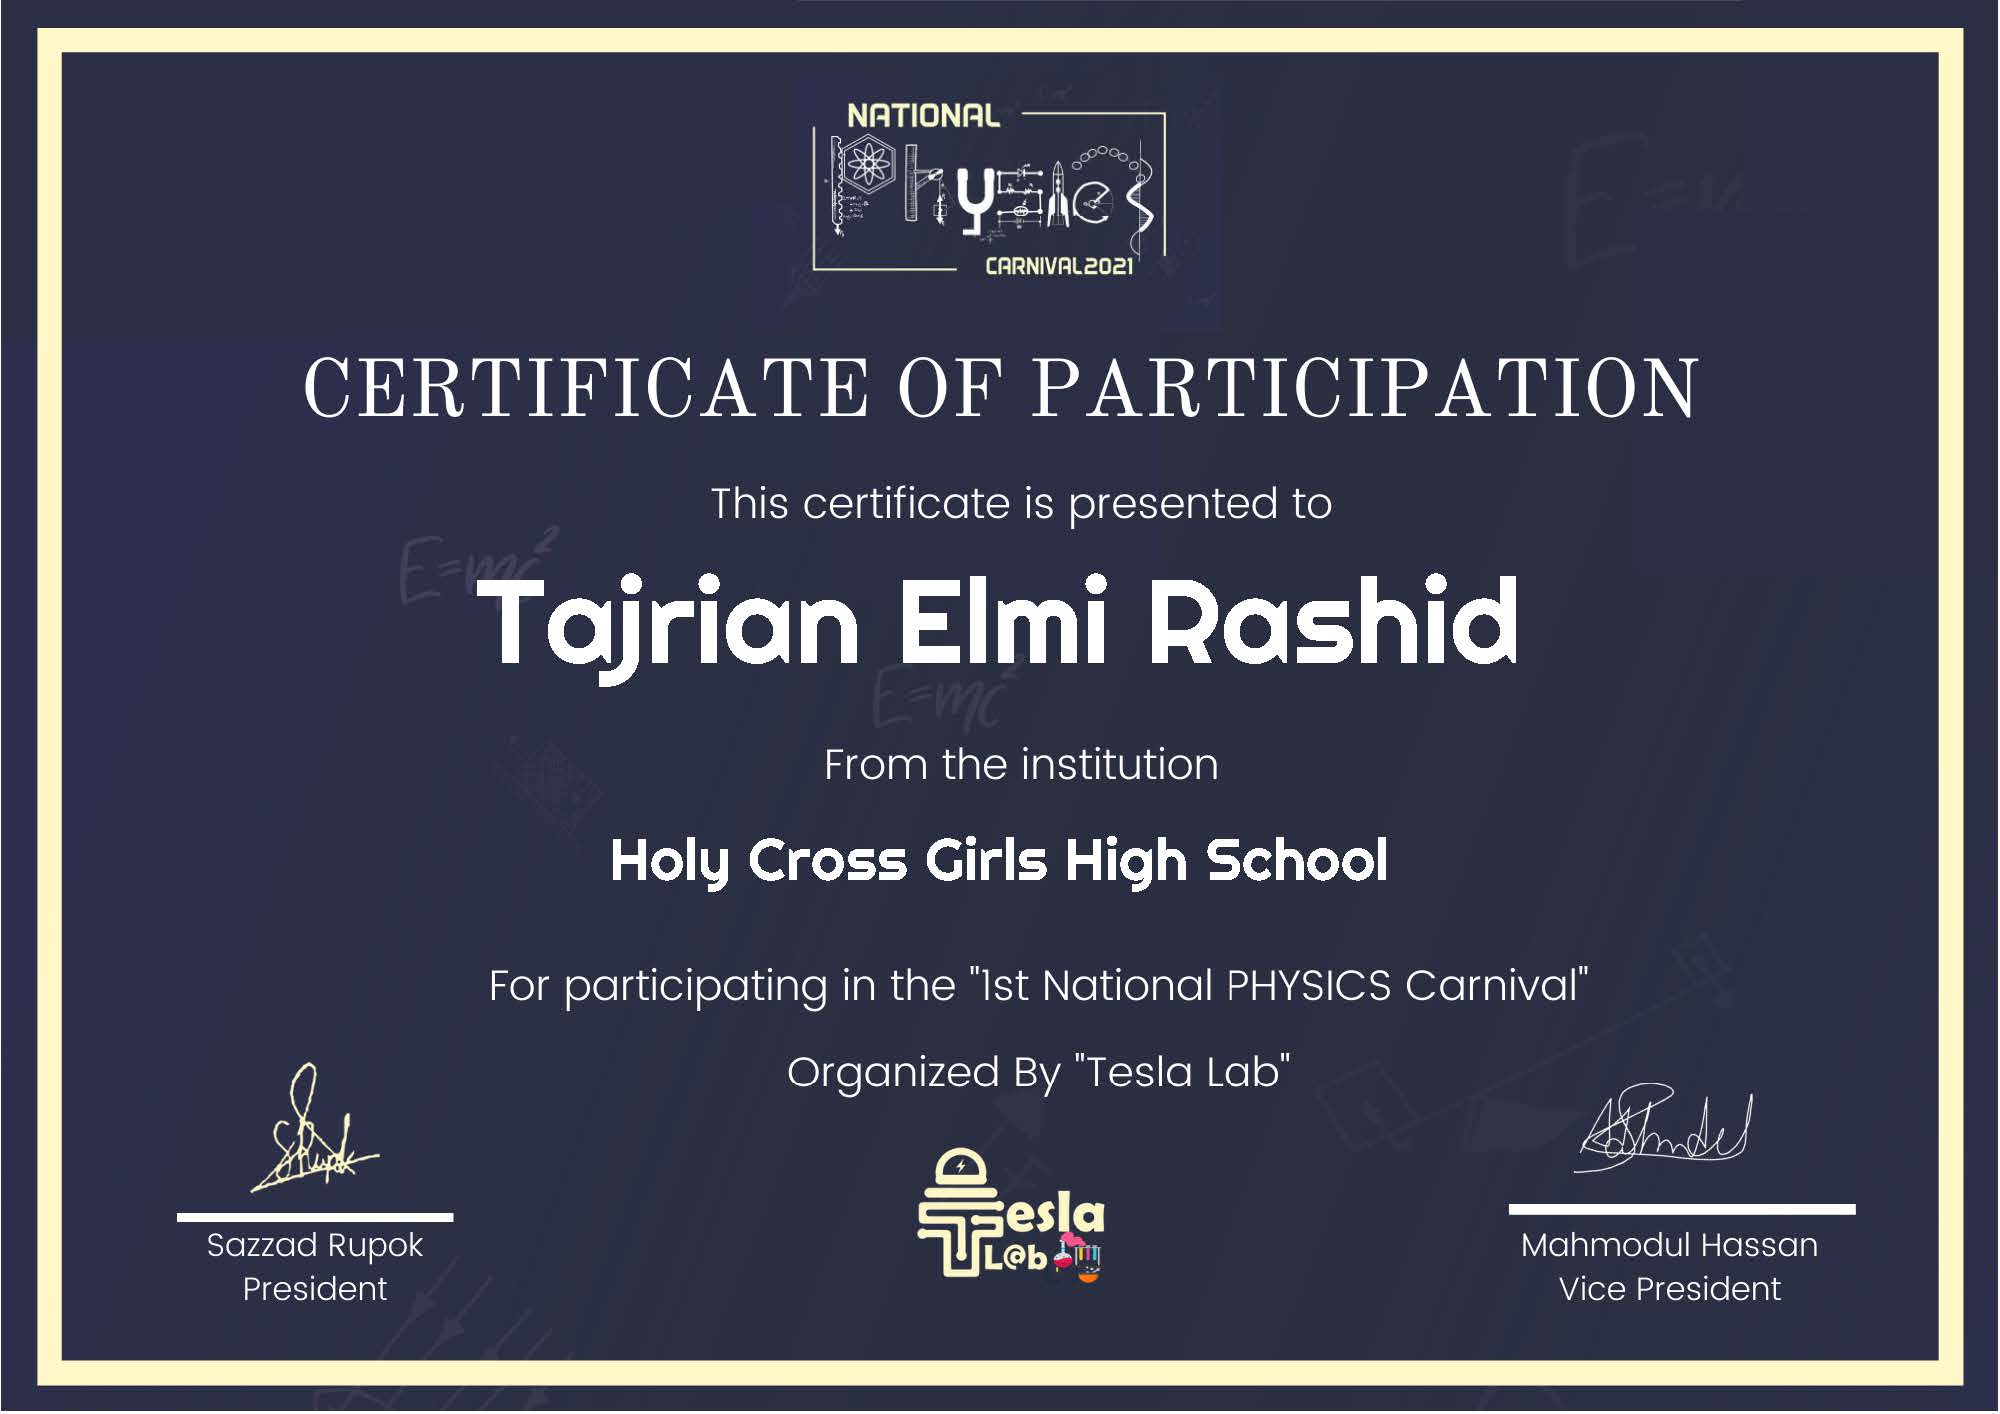 NATIONAL
Physics
CARNIVAL2021
CERTIFICATE OF PARTICIPATION
This certificate is presented to
E=mc²
Tajrian Elmi Rashid
E=mc²
From the institution
Holy Cross Girls High School
For participating in the "1st National PHYSICS Carnival"
Organized By "Tesla Lab"
Tesla
L@b
Sazzad Rupok
President
Mahmodul Hassan
Vice President